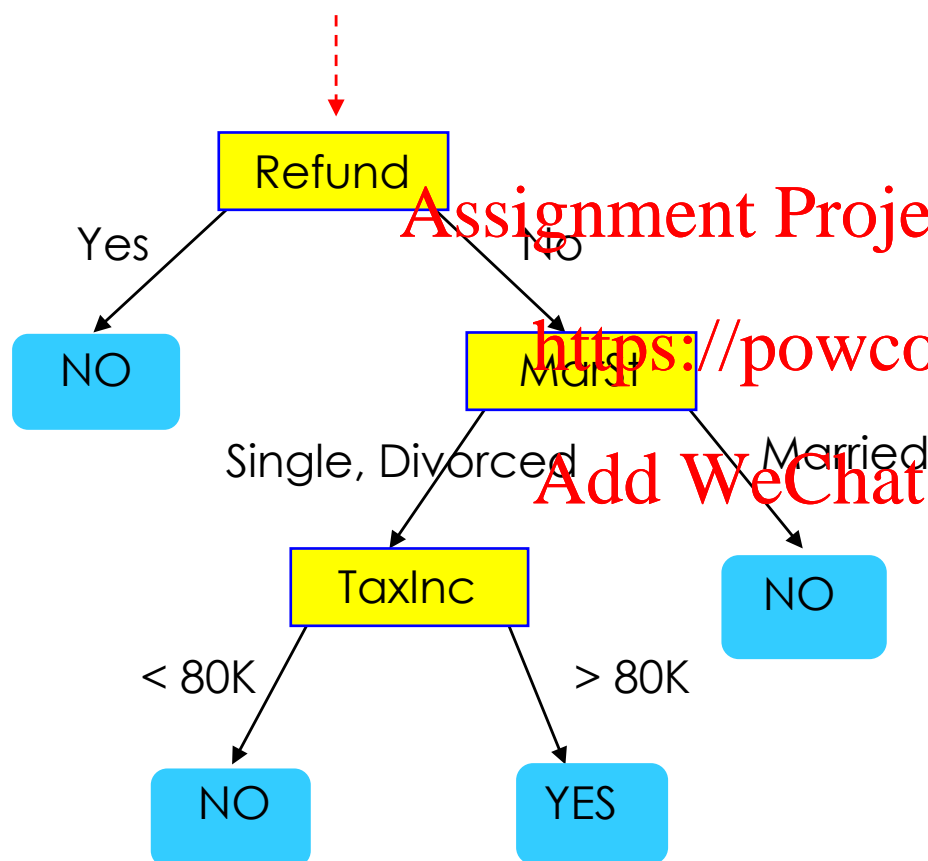 Refund
Assignment Proje
Yes
No
NO
MarSt
https://powco
Single, Divorced
Married
Add WeChat
TaxInc
NO
< 80K
> 80K
NO
YES